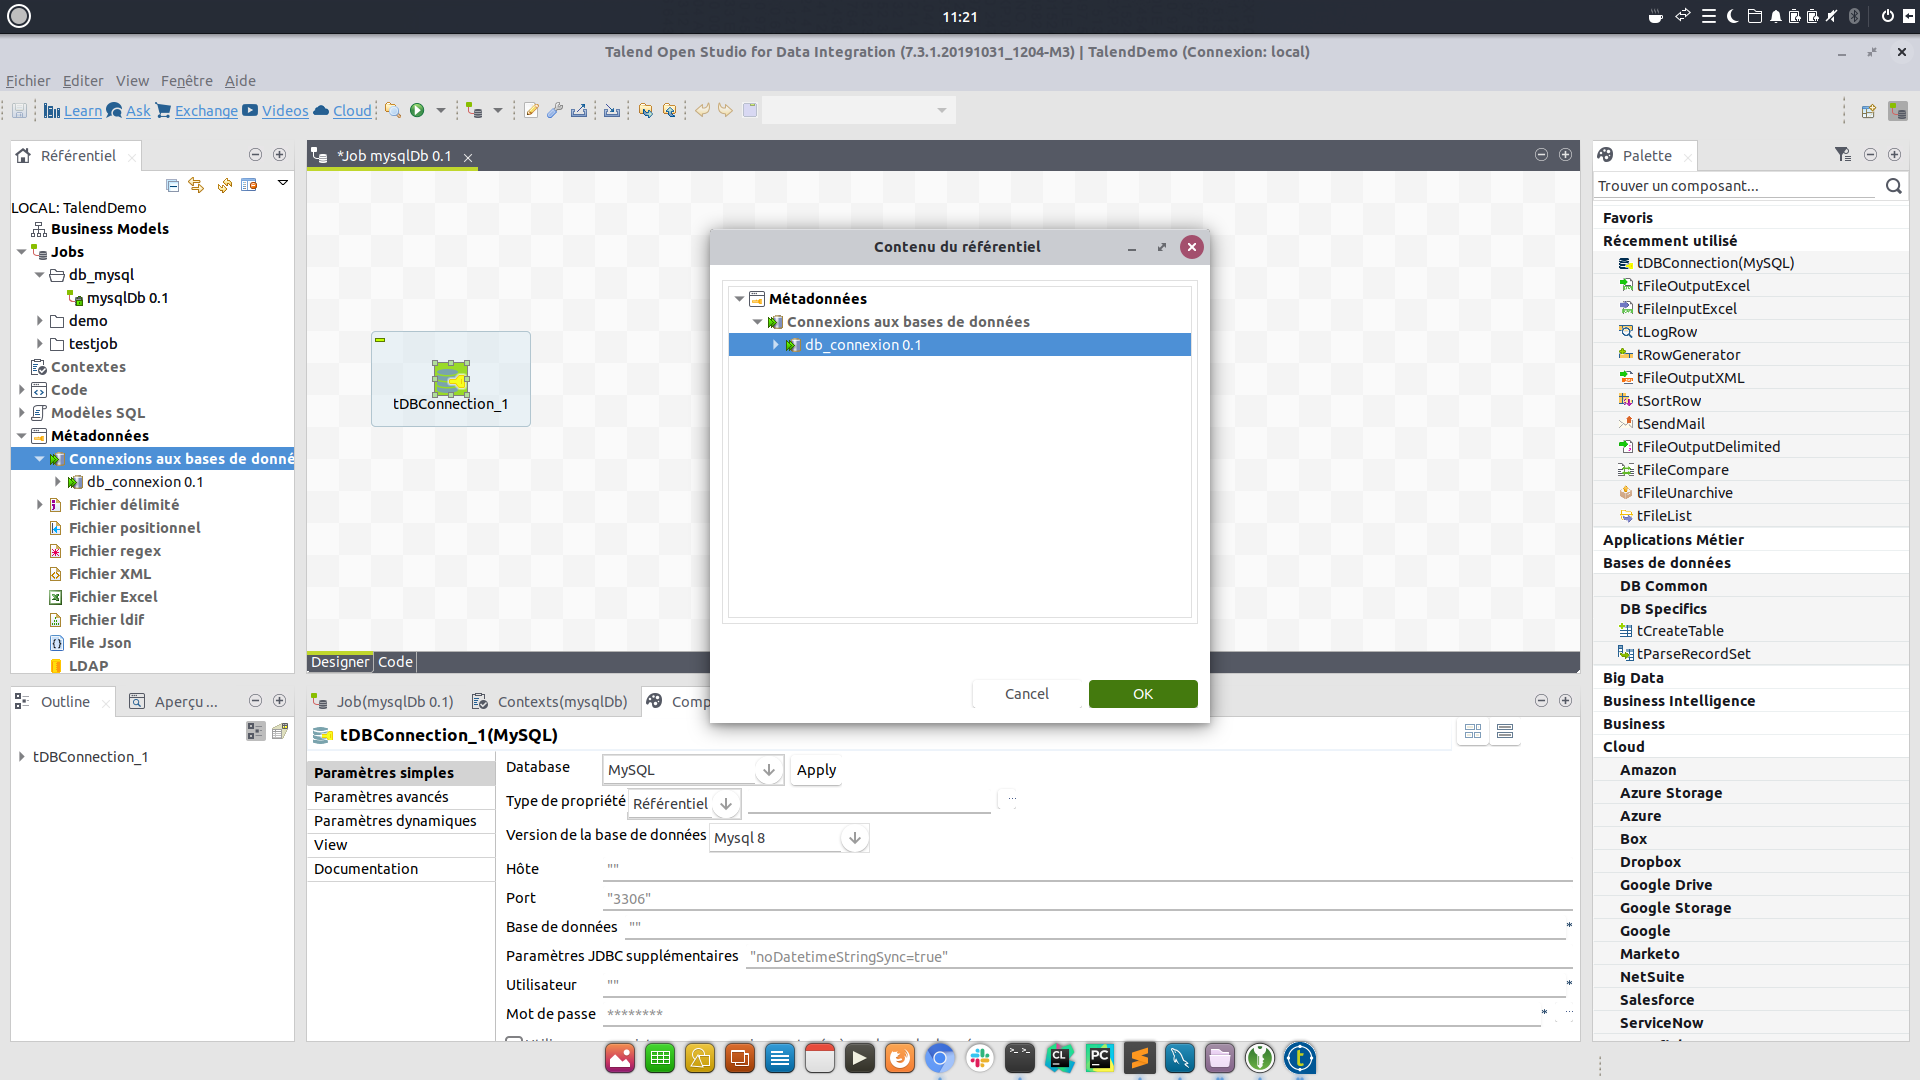 11:21
Talend Open Studio for Data Integration (7.3.1.20191031_1204-M3) | TalendDemo (Connexion: local)
Fichier Editer View Fenêtre Aide
Learn Ask Exchange Videos Cloud
Référentiel
LOCAL: TalendDemo
Business Models
Jobs
db_mysql
mysqlDb 0.1
demo
testjob
Contextes
Code
Modèles SQL
Métadonnées
Connexions aux bases de donné
db_connexion 0.1
Fichier délimité
Fichier positionnel
Fichier regex
Fichier XML
Fichier Excel
Fichier ldif
File Json
LDAP
*Job mysqlDb 0.1
tDBConnection_1
Designer Code
Contenu du référentiel
Métadonnées
Connexions aux bases de données
db_connexion 0.1
Cancel OK
Palette
Trouver un composant...
Favoris
Récemment utilisé
tDBConnection(MySQL)
tFileOutputExcel
tFileInputExcel
tLogRow
tRowGenerator
tFileOutputXML
tSortRow
tSendMail
tFileOutputDelimited
tFileCompare
tFileUnarchive
tFileList
Applications Métier
Bases de données
DB Common
DB Specifics
tCreateTable
tParseRecordSet
Big Data
Business Intelligence
Business
Cloud
Amazon
Azure Storage
Azure
Box
Dropbox
Google Drive
Google Storage
Google
Marketo
NetSuite
Salesforce
ServiceNow
Outline Aperçu ...
tDBConnection_1
Job(mysqlDb 0.1) Contexts(mysqlDb) Comp
tDBConnection_1(MySQL)
Paramètres simples
Paramètres avancés
Paramètres dynamiques
View
Documentation
Database MySQL Apply
Type de propriété Référentiel ...
Version de la base de données Mysql 8
Hôte ""
Port "3306"
Base de données "" *
Paramètres JDBC supplémentaires "noDatetimeStringSync=true"
Utilisateur "" *
Mot de passe ******** * ...
CL PC